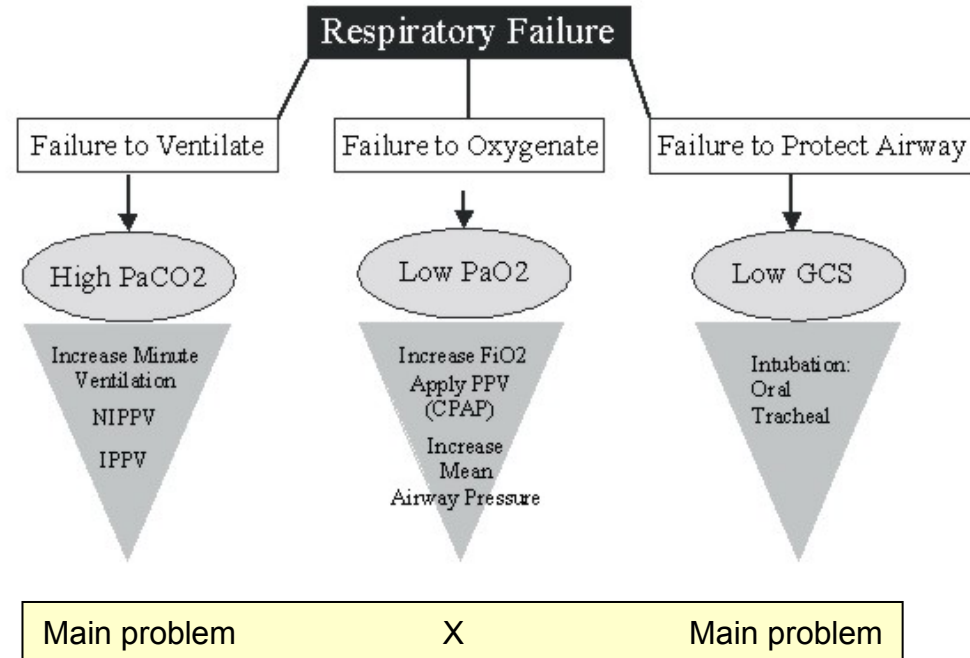 Respiratory Failure
Failure to Ventilate
Failure to Oxygenate
Failure to Protect Airway
High PaCO2
Low PaO2
Low GCS
Increase Minute
Ventilation
NIPPV
IPPV
Increase FiO2
Apply PPV
(CPAP)
Increase
Mean
Airway Pressure
Intubation:
Oral
Tracheal
Main problem X Main problem